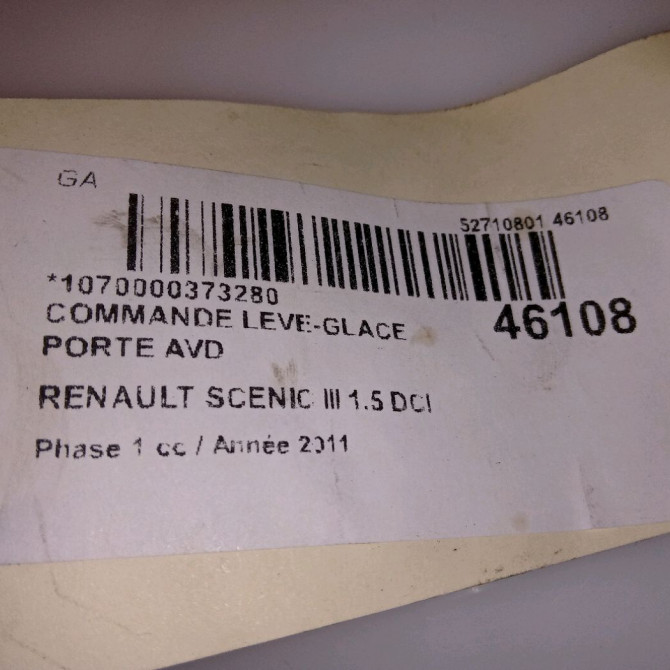 GA
S2710801 46108
*1070000373280
46108
COMMANDE LEVE-GLACE
PORTE AVD
RENAULT SCENIC III 1.5 DCI
Phase 1 cc / Année 2011